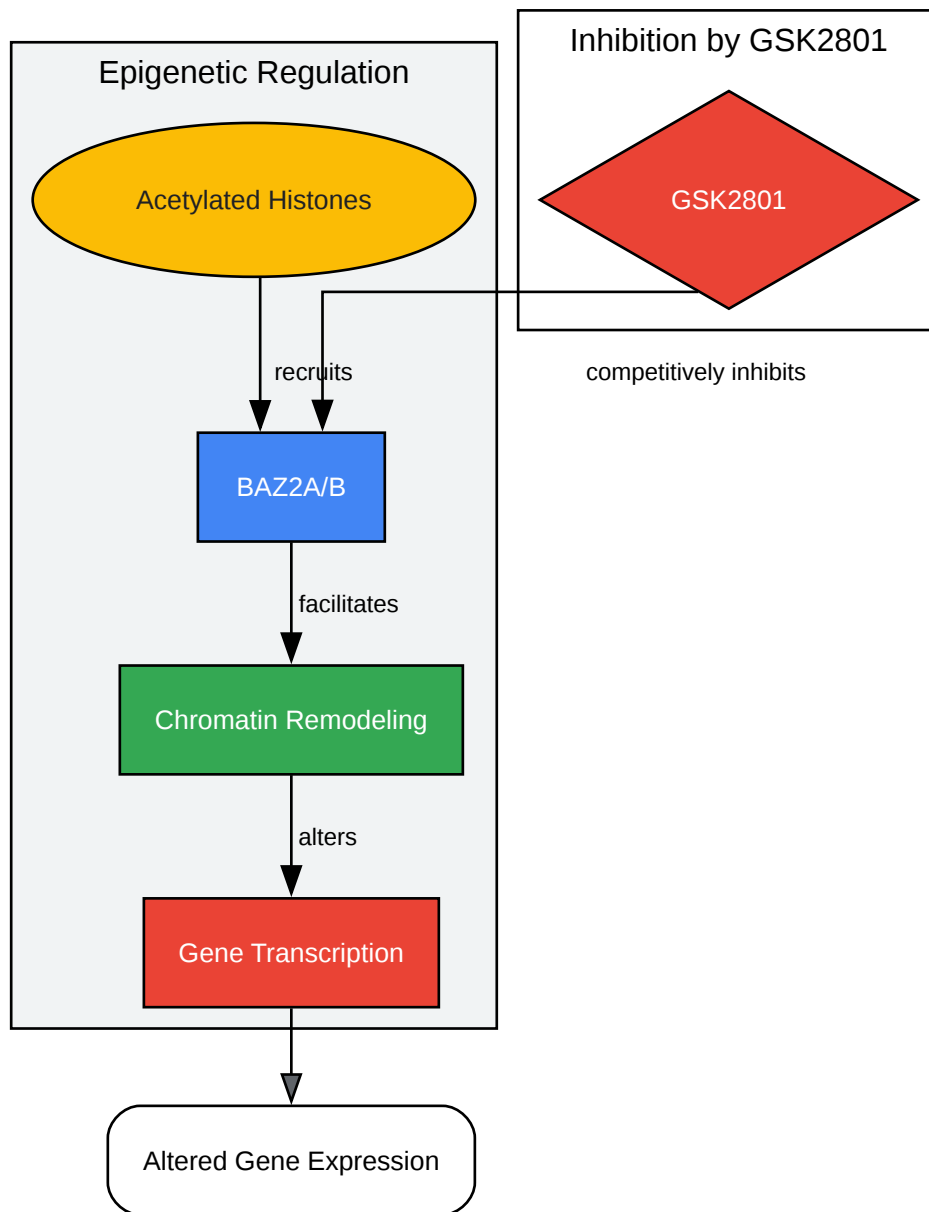 Inhibition by GSK2801
Epigenetic Regulation
Acetylated Histones
GSK2801
recruits
competitively inhibits
BAZ2A/B
facilitates
Chromatin Remodeling
alters
Gene Transcription
Altered Gene Expression